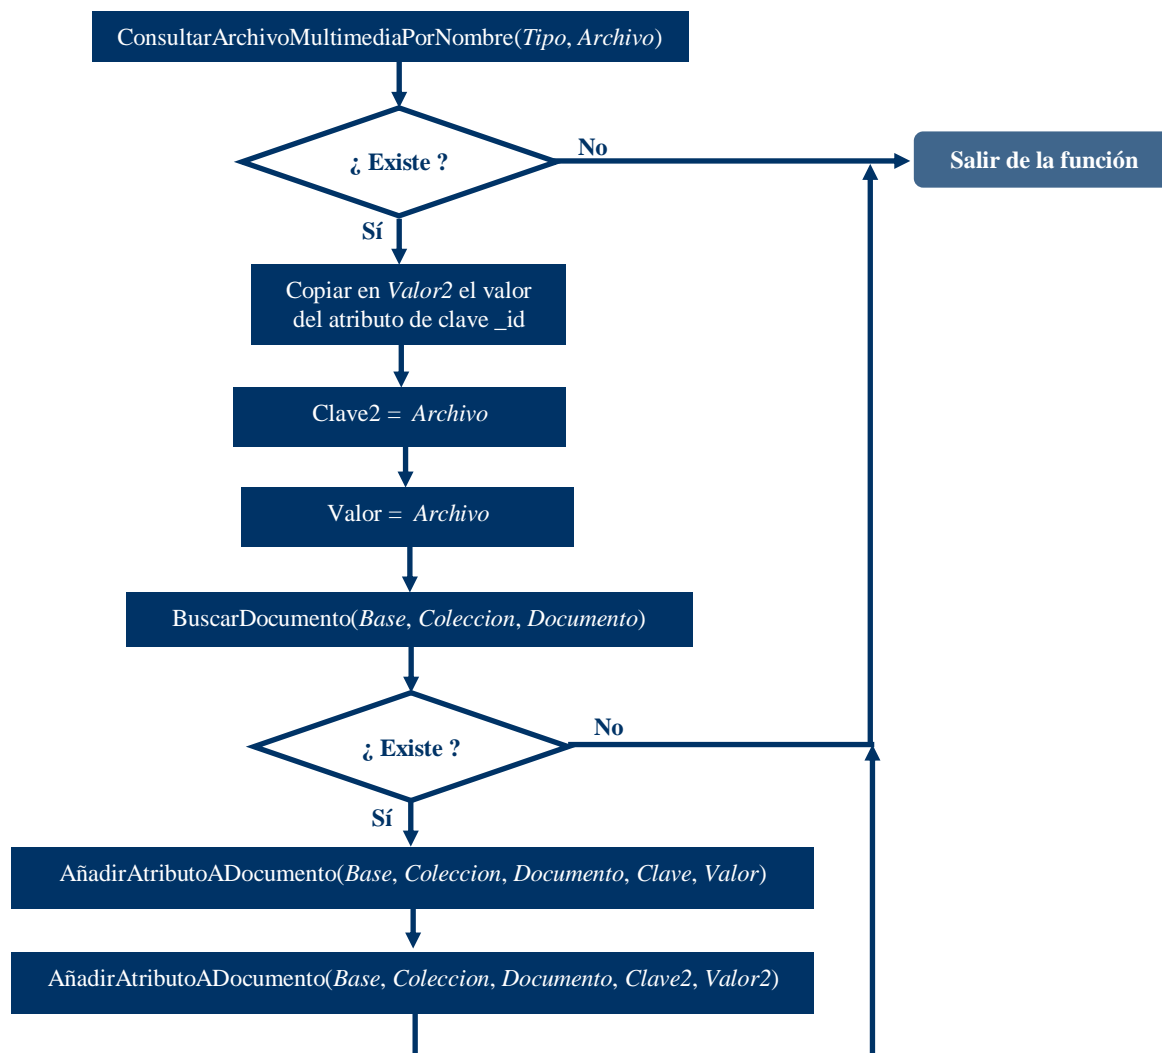 ConsultarArchivoMultimediaPorNombre(Tipo, Archivo)
¿ Existe ?
No
Salir de la función
Sí
Copiar en Valor2 el valor
del atributo de clave _id
Clave2 = Archivo
Valor = Archivo
BuscarDocumento(Base, Coleccion, Documento)
¿ Existe ?
No
Sí
AñadirAtributoADocumento(Base, Coleccion, Documento, Clave, Valor)
AñadirAtributoADocumento(Base, Coleccion, Documento, Clave2, Valor2)